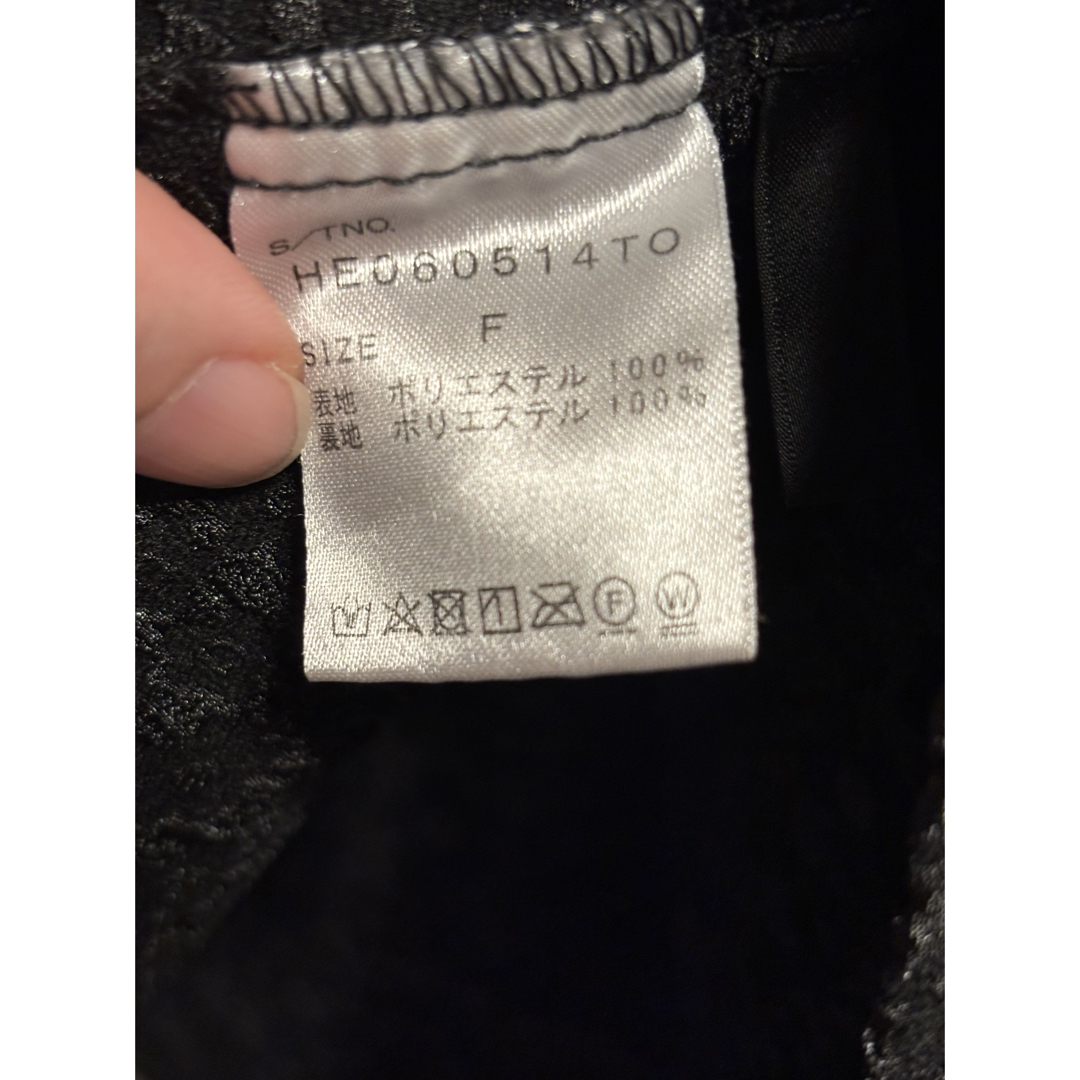 S/TNO.
HE060514TO
SIZE F
表地 ポリエステル 100%
裏地 ポリエステル 100%
F W